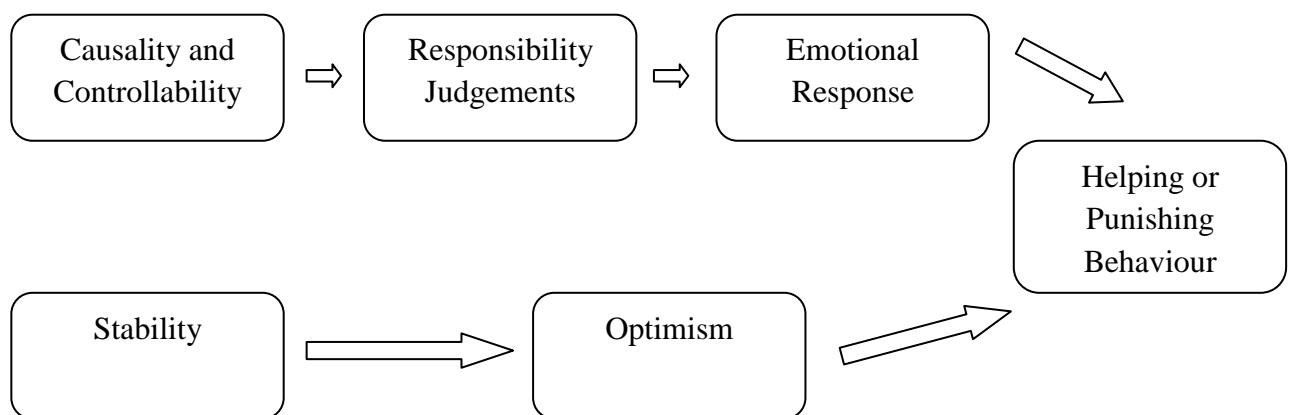 Causality and
Controllability
Responsibility
Judgements
Emotional
Response
Helping or
Punishing
Behaviour
Stability
Optimism